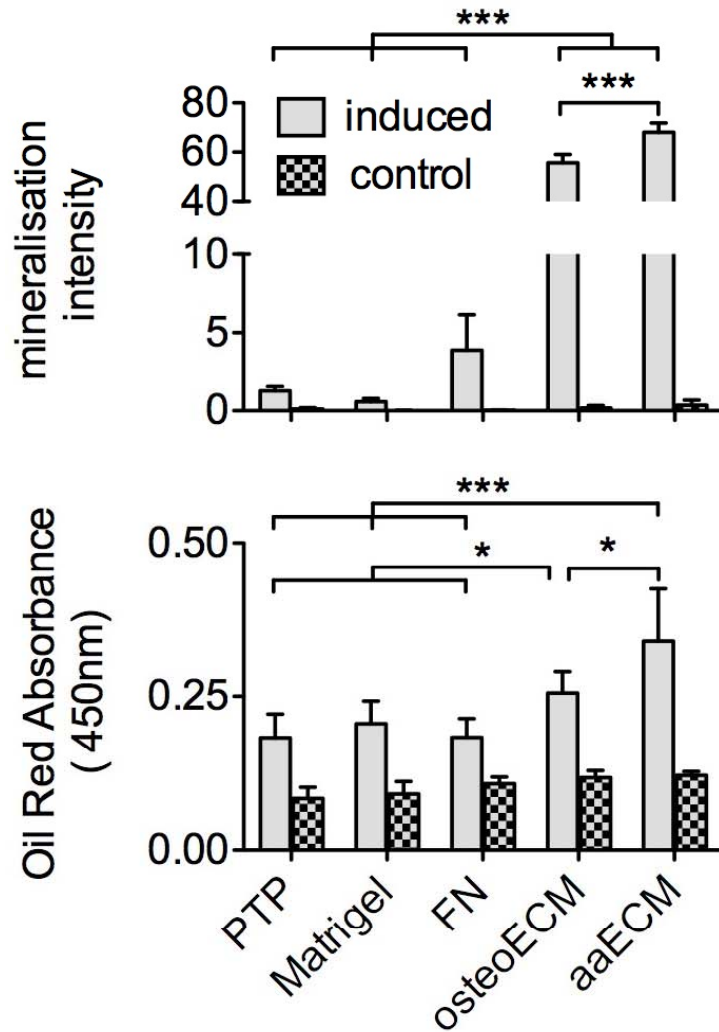 ***
***
80
60
40
10
5
0
induced
control
mineralisation
intensity
***
*
*
0.50
0.25
0.00
Oil Red Absorbance
( 450nm)
PTP
Matrigel
FN
osteoECM
aaECM